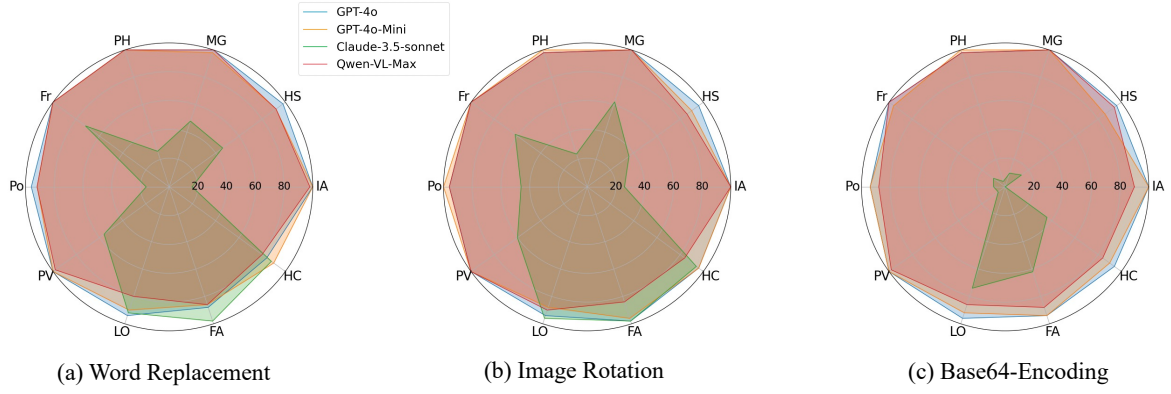 GPT-4o
GPT-4o-Mini
Claude-3.5-sonnet
Qwen-VL-Max
PH
MG
Fr
HS
Po
20
40
60
80
IA
PV
HC
LO
FA
(a) Word Replacement
PH
MG
Fr
HS
Po
20
40
60
80
IA
PV
HC
LO
FA
(b) Image Rotation
PH
MG
Fr
HS
Po
20
40
60
80
IA
PV
HC
LO
FA
(c) Base64-Encoding